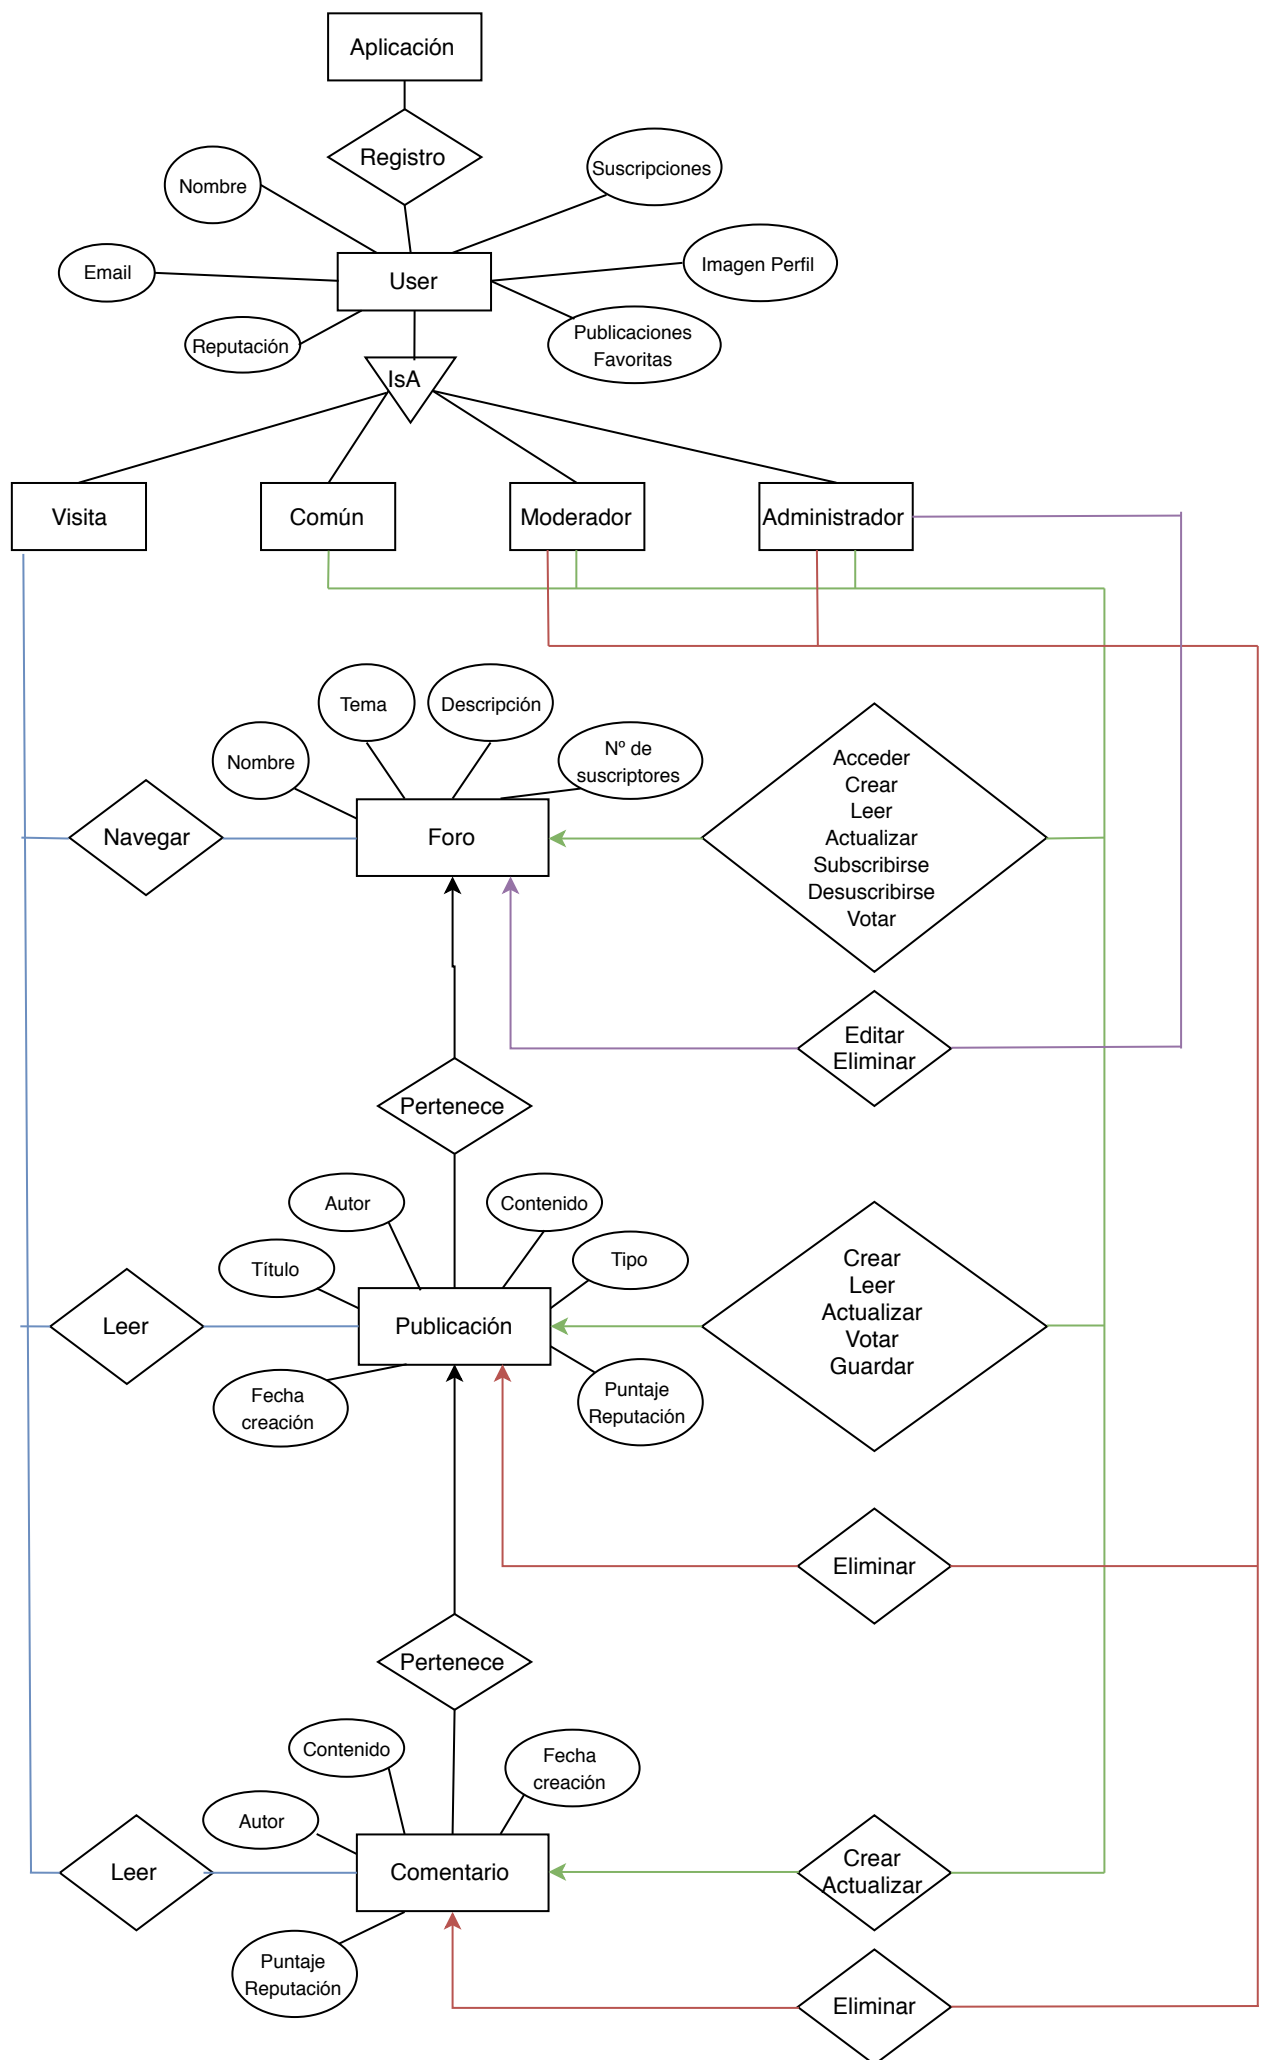 Aplicación
Registro
Nombre
Suscripciones
Email
User
Imagen Perfil
Reputación
Publicaciones
Favoritas
IsA
Visita
Común
Moderador
Administrador
Tema
Descripción
Nombre
Nº de
suscriptores
Navegar
Foro
Acceder
Crear
Leer
Actualizar
Subscribirse
Desuscribirse
Votar
Editar
Eliminar
Pertenece
Autor
Contenido
Título
Tipo
Leer
Publicación
Crear
Leer
Actualizar
Votar
Guardar
Fecha
creación
Puntaje
Reputación
Eliminar
Pertenece
Contenido
Fecha
creación
Autor
Leer
Comentario
Crear
Actualizar
Puntaje
Reputación
Eliminar